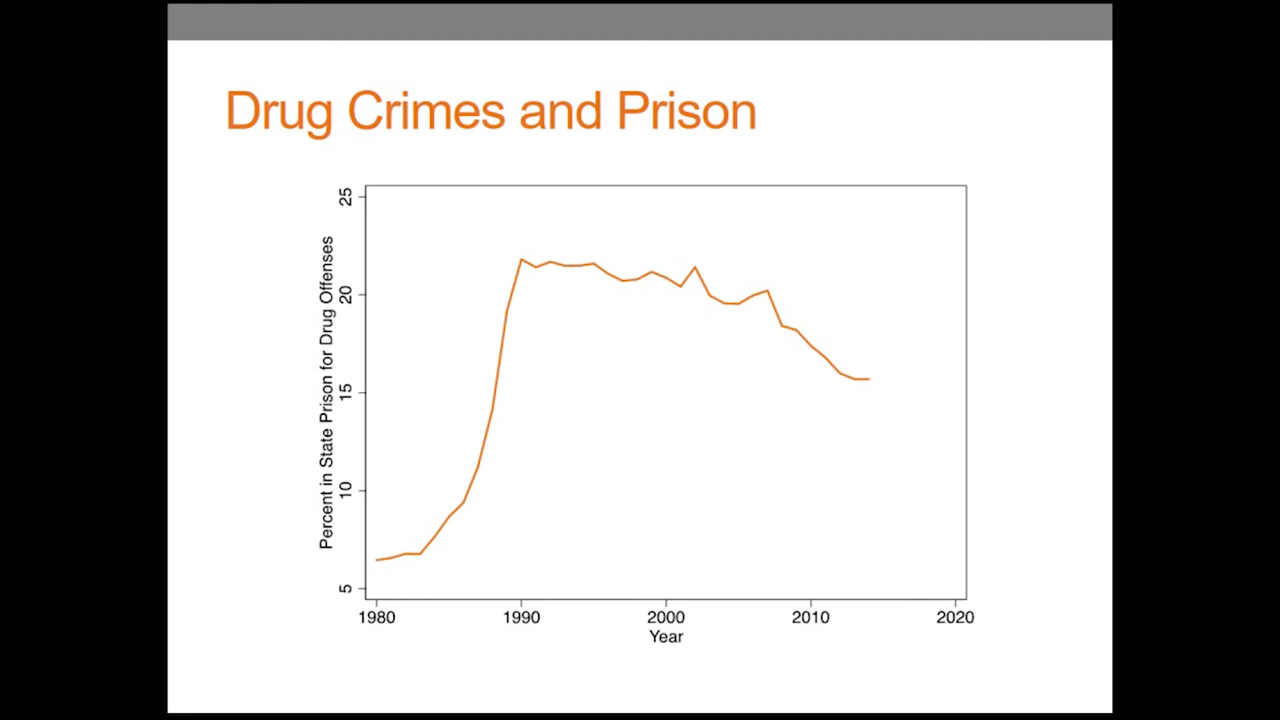 Drug Crimes and Prison
25
20
15
10
5
Percent in State Prison for Drug Offenses
1980 1990 2000 2010 2020
Year